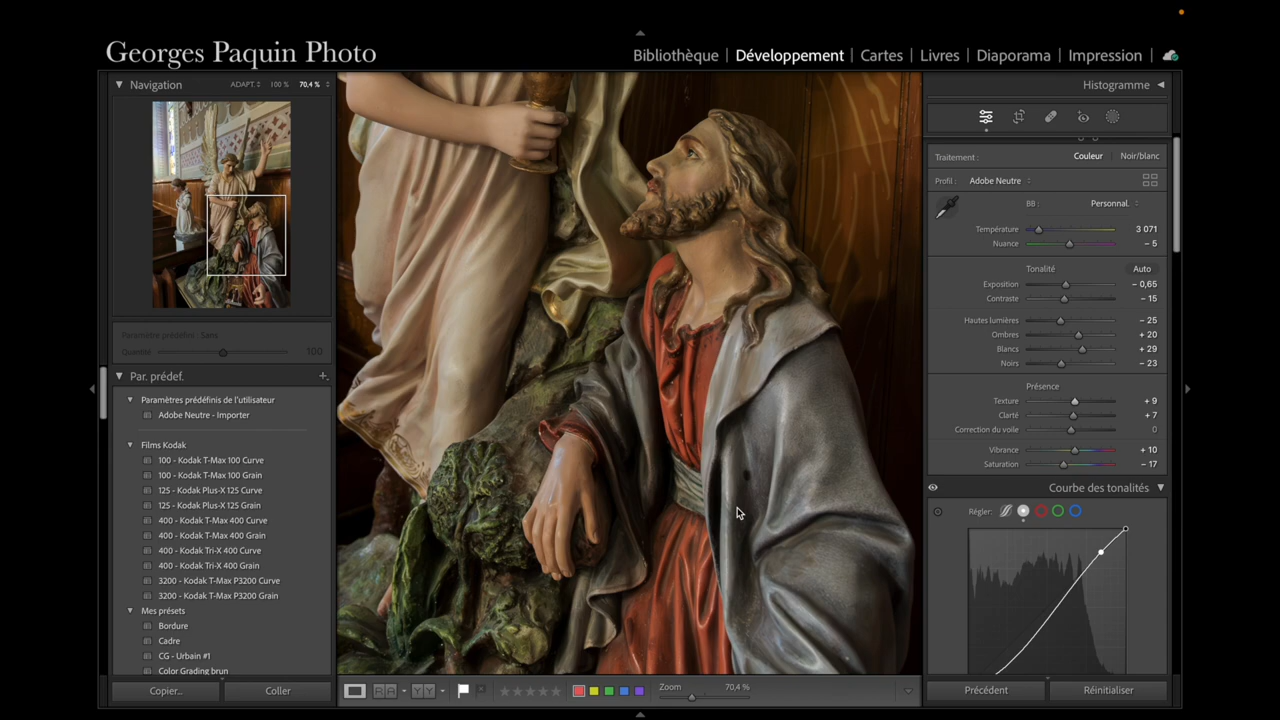 Georges Paquin Photo
Bibliothèque | Développement | Cartes | Livres | Diaporama | Impression |
Navigation ADAPT. 100 % 70,4 %
Paramètre prédéfini : Sans
Quantité 100
Par. prédéf. +
Paramètres prédéfinis de l'utilisateur
Adobe Neutre - Importer
Films Kodak
100 - Kodak T-Max 100 Curve
100 - Kodak T-Max 100 Grain
125 - Kodak Plus-X 125 Curve
125 - Kodak Plus-X 125 Grain
400 - Kodak T-Max 400 Curve
400 - Kodak T-Max 400 Grain
400 - Kodak Tri-X 400 Curve
400 - Kodak Tri-X 400 Grain
3200 - Kodak T-Max P3200 Curve
3200 - Kodak T-Max P3200 Grain
Mes présets
Bordure
Cadre
CG - Urbain #1
Color Grading brun
Copier... Coller
R A Y Y Zoom 70,4 %
Histogramme
Traitement : Couleur | Noir/blanc
Profil : Adobe Neutre
BB : Personnal.
Température 3 071
Nuance – 5
Tonalité Auto
Exposition – 0,65
Contraste – 15
Hautes lumières – 25
Ombres + 20
Blancs + 29
Noirs – 23
Présence
Texture + 9
Clarté + 7
Correction du voile 0
Vibrance + 10
Saturation – 17
Courbe des tonalités
Régler :
Précédent Réinitialiser